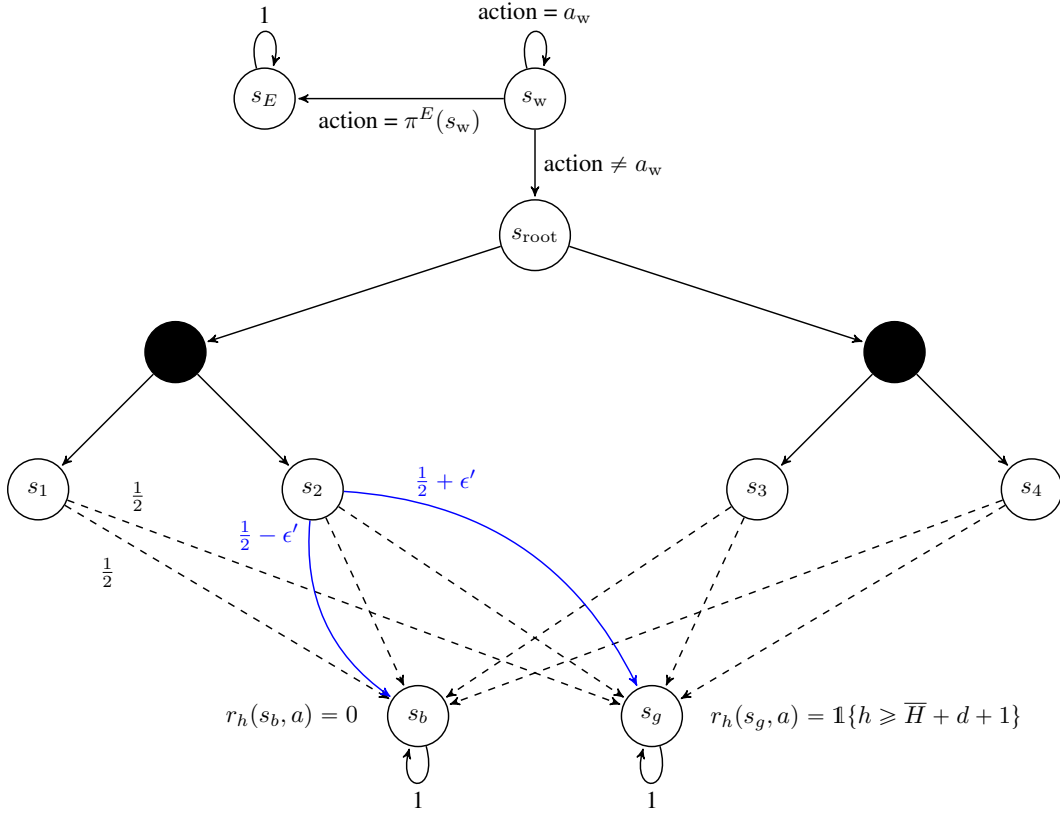 1
action = a_w
s_E
s_w
action = π^E(s_w)
action ≠ a_w
s_root
s_1
s_2
s_3
s_4
1/2
1/2 + ϵ′
1/2 − ϵ′
1/2
r_h(s_b, a) = 0
s_b
s_g
r_h(s_g, a) = 𝟙{h ⩾ H̅ + d + 1}
1
1